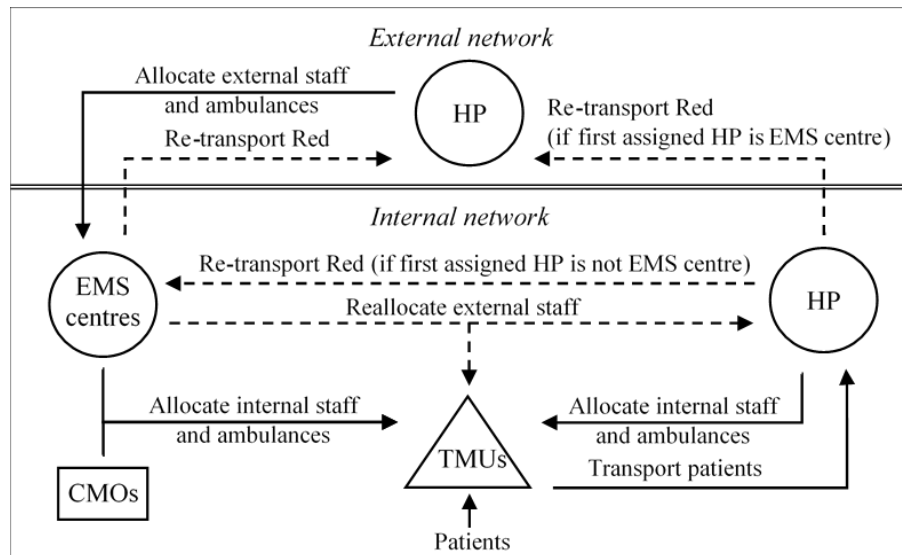 External network
Allocate external staff
and ambulances
HP
Re-transport Red
(if first assigned HP is EMS centre)
Re-transport Red
Internal network
Re-transport Red (if first assigned HP is not EMS centre)
EMS
centres
HP
Reallocate external staff
Allocate internal staff
and ambulances
Allocate internal staff
and ambulances
TMUs
Transport patients
CMOs
Patients